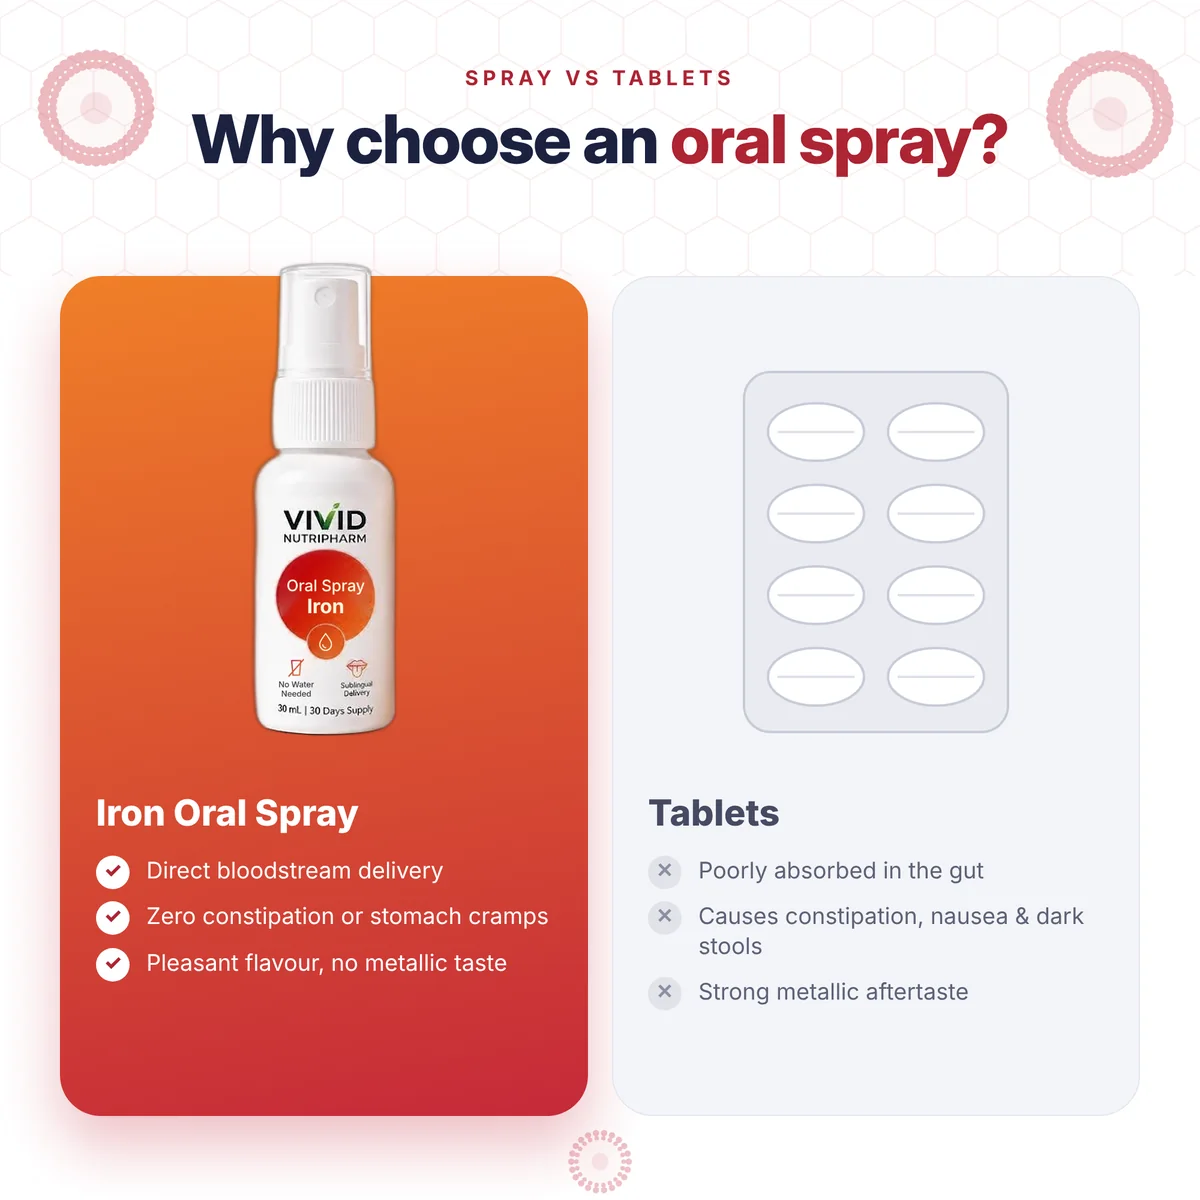 SPRAY VS TABLETS
Why choose an oral spray?
VIVID
NUTRIPHARM
Oral Spray
Iron
No Water
Needed
Sublingual
Delivery
30 mL | 30 Days Supply
Iron Oral Spray
Direct bloodstream delivery
Zero constipation or stomach cramps
Pleasant flavour, no metallic taste
Tablets
Poorly absorbed in the gut
Causes constipation, nausea & dark
stools
Strong metallic aftertaste